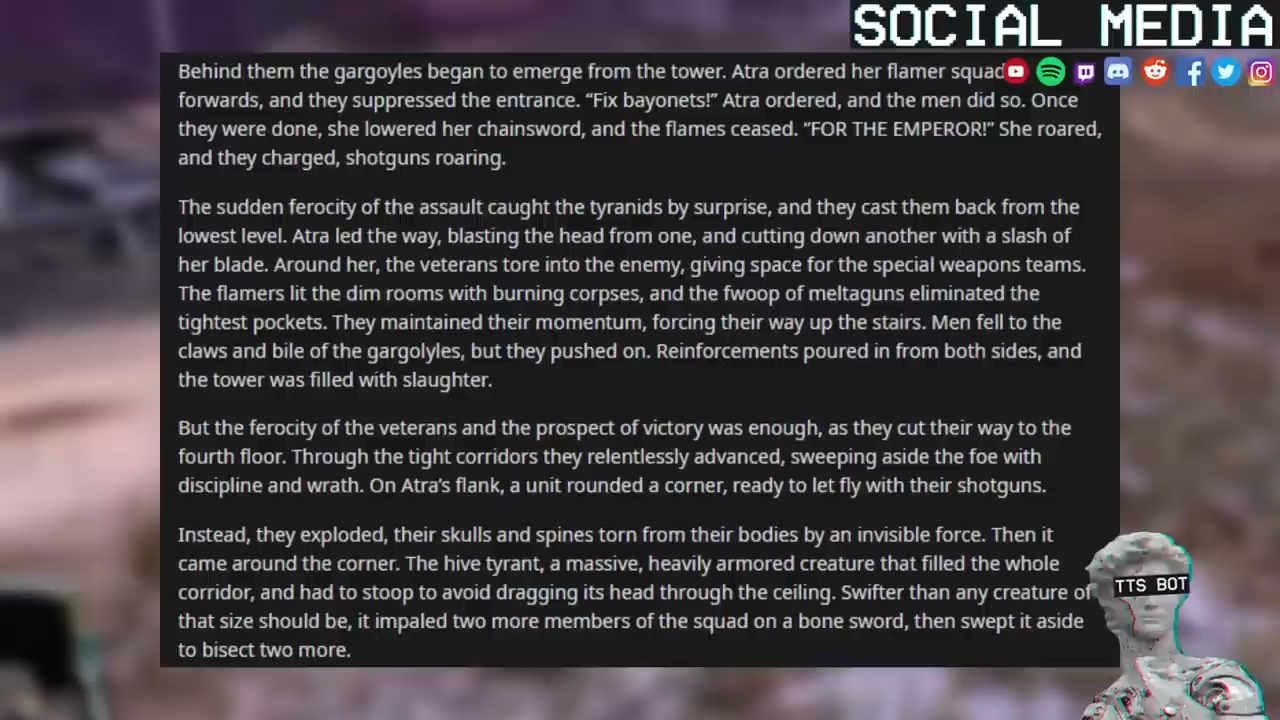 SOCIAL MEDIA
Behind them the gargoyles began to emerge from the tower. Atra ordered her flamer squad
forwards, and they suppressed the entrance. “Fix bayonets!” Atra ordered, and the men did so. Once
they were done, she lowered her chainsword, and the flames ceased. “FOR THE EMPEROR!” She roared,
and they charged, shotguns roaring.
The sudden ferocity of the assault caught the tyranids by surprise, and they cast them back from the
lowest level. Atra led the way, blasting the head from one, and cutting down another with a slash of
her blade. Around her, the veterans tore into the enemy, giving space for the special weapons teams.
The flamers lit the dim rooms with burning corpses, and the fwoop of meltaguns eliminated the
tightest pockets. They maintained their momentum, forcing their way up the stairs. Men fell to the
claws and bile of the gargolyles, but they pushed on. Reinforcements poured in from both sides, and
the tower was filled with slaughter.
But the ferocity of the veterans and the prospect of victory was enough, as they cut their way to the
fourth floor. Through the tight corridors they relentlessly advanced, sweeping aside the foe with
discipline and wrath. On Atra’s flank, a unit rounded a corner, ready to let fly with their shotguns.
Instead, they exploded, their skulls and spines torn from their bodies by an invisible force. Then it
came around the corner. The hive tyrant, a massive, heavily armored creature that filled the whole
corridor, and had to stoop to avoid dragging its head through the ceiling. Swifter than any creature of
that size should be, it impaled two more members of the squad on a bone sword, then swept it aside
to bisect two more.
TTS BOT